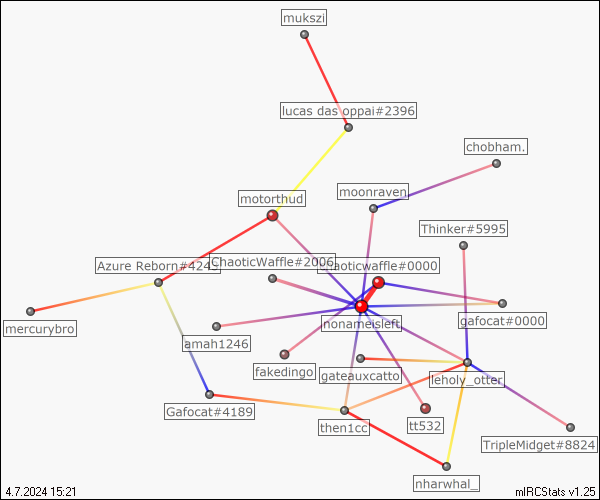 mukszi
lucas das oppai#2396
chobham.
motorthud
moonraven
Thinker#5995
Azure Reborn#4243
ChaoticWaffle#2006
haoticwaffle#0000
nonameisleft
gafocat#0000
mercurybro
amah1246
fakedingo
gateauxcatto
leholy_otter
Gafocat#4189
then1cc
tt532
TripleMidget#8824
nharwhal_
4.7.2024 15:21
mIRCStats v1.25